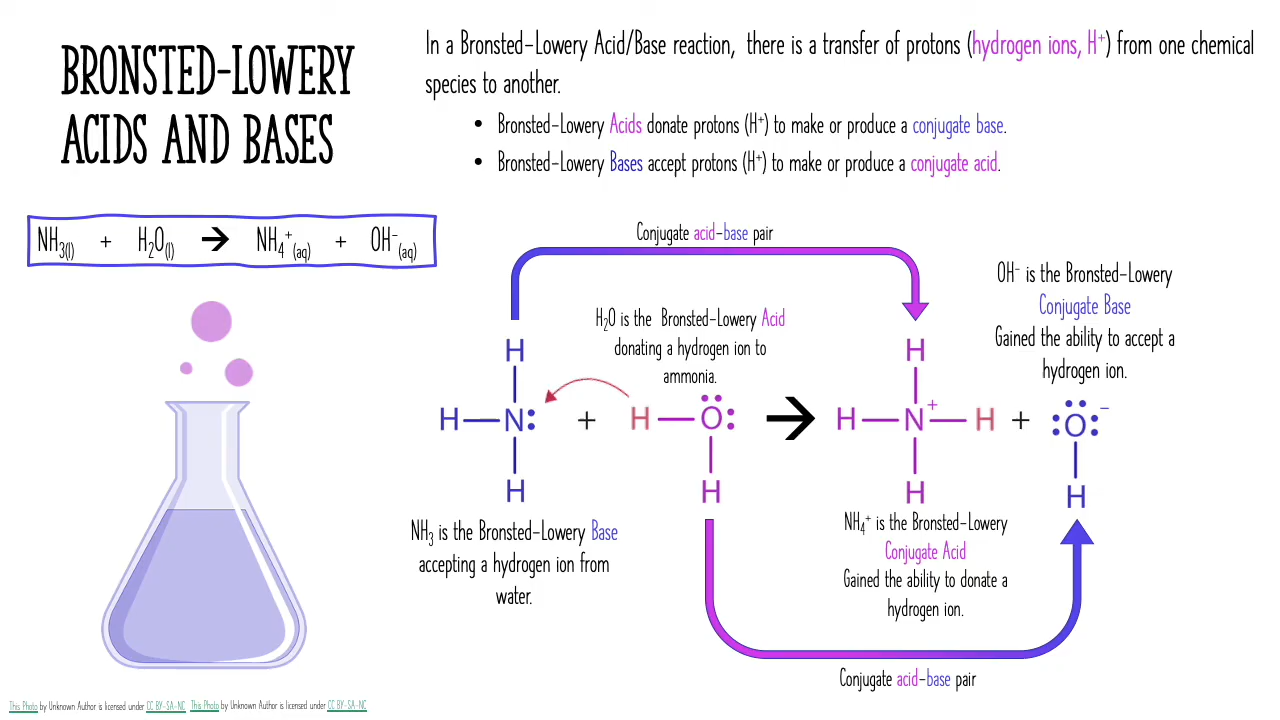 BRONSTED-LOWERY
ACIDS AND BASES
In a Bronsted-Lowery Acid/Base reaction, there is a transfer of protons (hydrogen ions, H⁺) from one chemical
species to another.
• Bronsted-Lowery Acids donate protons (H⁺) to make or produce a conjugate base.
• Bronsted-Lowery Bases accept protons (H⁺) to make or produce a conjugate acid.
NH₃(l) + H₂O(l) → NH₄⁺(aq) + OH⁻(aq)
Conjugate acid-base pair
H₂O is the Bronsted-Lowery Acid
donating a hydrogen ion to
ammonia.
OH⁻ is the Bronsted-Lowery
Conjugate Base
Gained the ability to accept a
hydrogen ion.
H H
H N: + H O: → H N⁺ H + :O:⁻
H H H H
NH₃ is the Bronsted-Lowery Base
accepting a hydrogen ion from
water.
NH₄⁺ is the Bronsted-Lowery
Conjugate Acid
Gained the ability to donate a
hydrogen ion.
Conjugate acid-base pair
This Photo by Unknown Author is licensed under CC BY-SA-NC This Photo by Unknown Author is licensed under CC BY-SA-NC